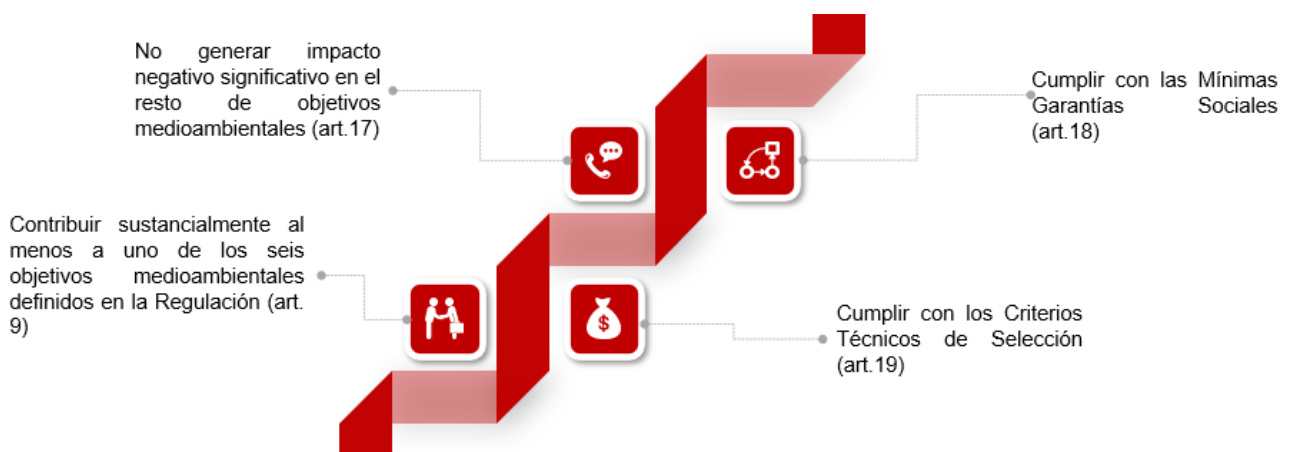 No generar impacto
negativo significativo en el
resto de objetivos
medioambientales (art.17)
Cumplir con las Mínimas
Garantías Sociales
(art.18)
Contribuir sustancialmente al
menos a uno de los seis
objetivos medioambientales
definidos en la Regulación (art.
9)
Cumplir con los Criterios
Técnicos de Selección
(art.19)
$